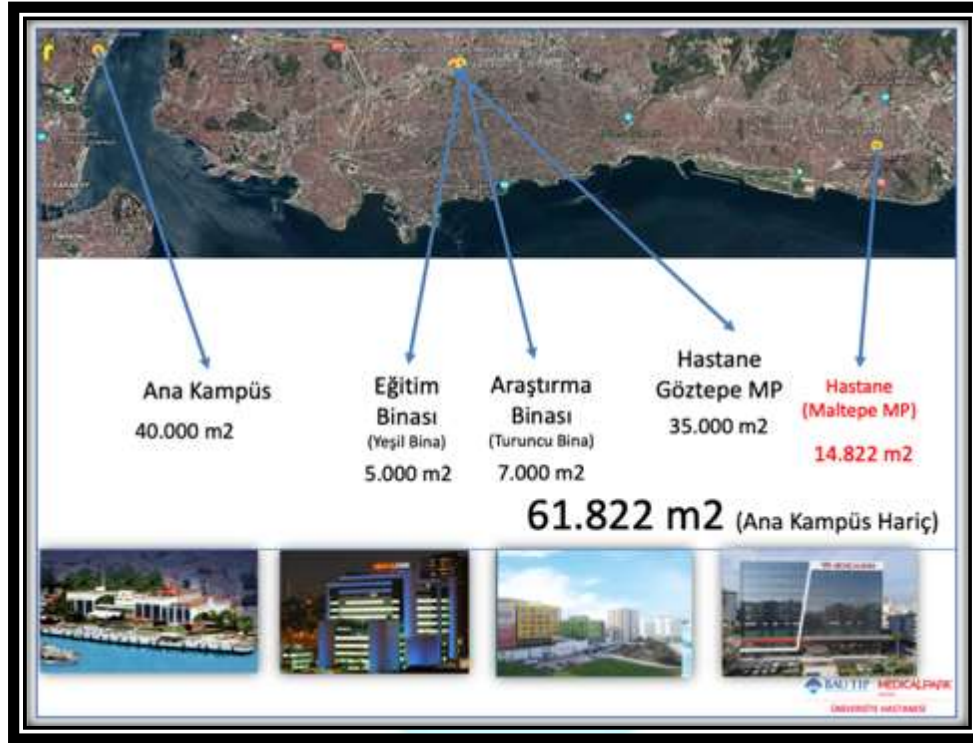 Ana Kampüs
40.000 m2
Eğitim
Binası
(Yeşil Bina)
5.000 m2
Araştırma
Binası
(Turuncu Bina)
7.000 m2
Hastane
Göztepe MP
35.000 m2
Hastane
(Maltepe MP)
14.822 m2
61.822 m2 (Ana Kampüs Hariç)
BAU TIP MEDICALPARK
ÜNİVERSİTE HASTANESİ